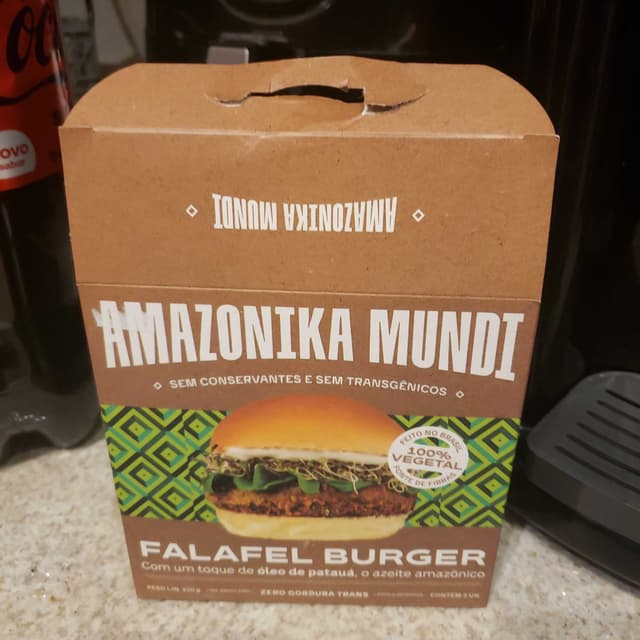 AMAZONIKA MUNDI
AMAZONIKA MUNDI
SEM CONSERVANTES E SEM TRANSGÊNICOS
FEITO NO BRASIL
100%
VEGETAL
FONTE DE FIBRAS
FALAFEL BURGER
Com um toque de óleo de patauá, o azeite amazônico
ZERO GORDURA TRANS
CONTÉM 2 UN